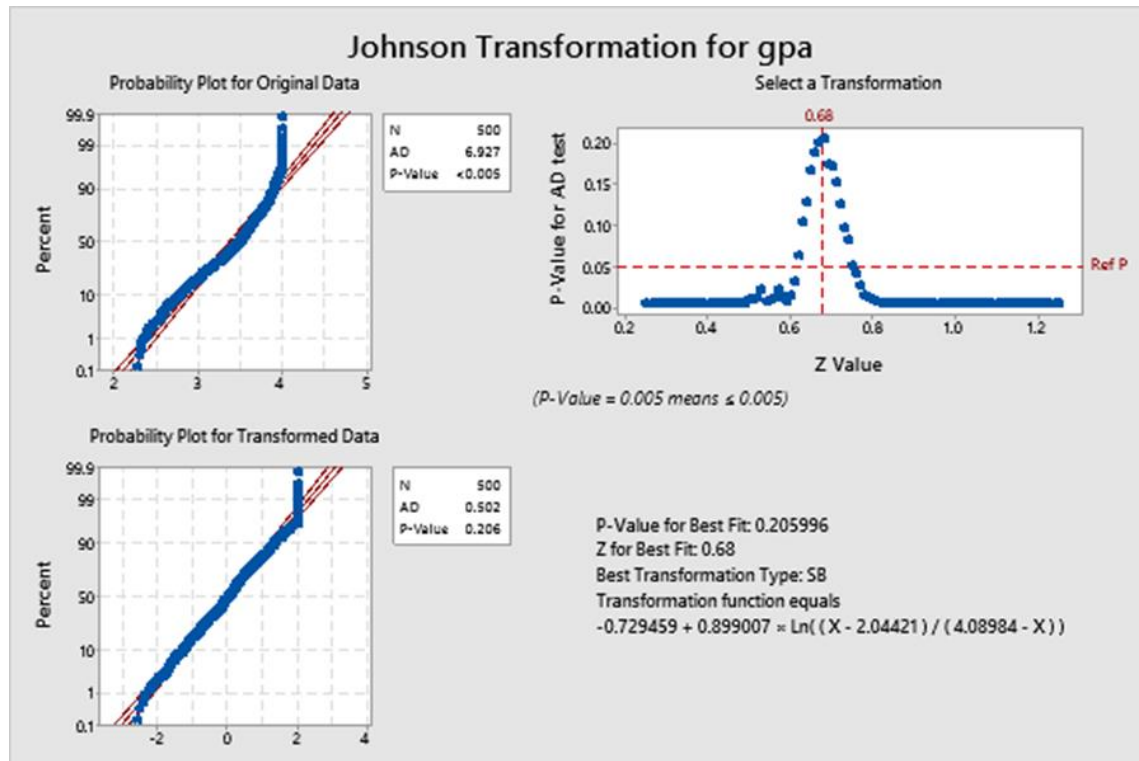 Johnson Transformation for gpa
Probability Plot for Original Data
99.9
99
90
50
10
1
0.1
Percent
2 3 4 5
N 500
AD 6.927
P-Value <0.005
Select a Transformation
0.68
0.20
0.15
0.10
0.05
0.00
P-Value for AD test
Ref P
0.2 0.4 0.6 0.8 1.0 1.2
Z Value
(P-Value = 0.005 means ≤ 0.005)
Probability Plot for Transformed Data
99.9
99
90
50
10
1
0.1
Percent
-2 0 2 4
N 500
AD 0.502
P-Value 0.206
P-Value for Best Fit: 0.205996
Z for Best Fit: 0.68
Best Transformation Type: SB
Transformation function equals
-0.729459 + 0.899007 × Ln( ( X - 2.04421 ) / ( 4.08984 - X ) )